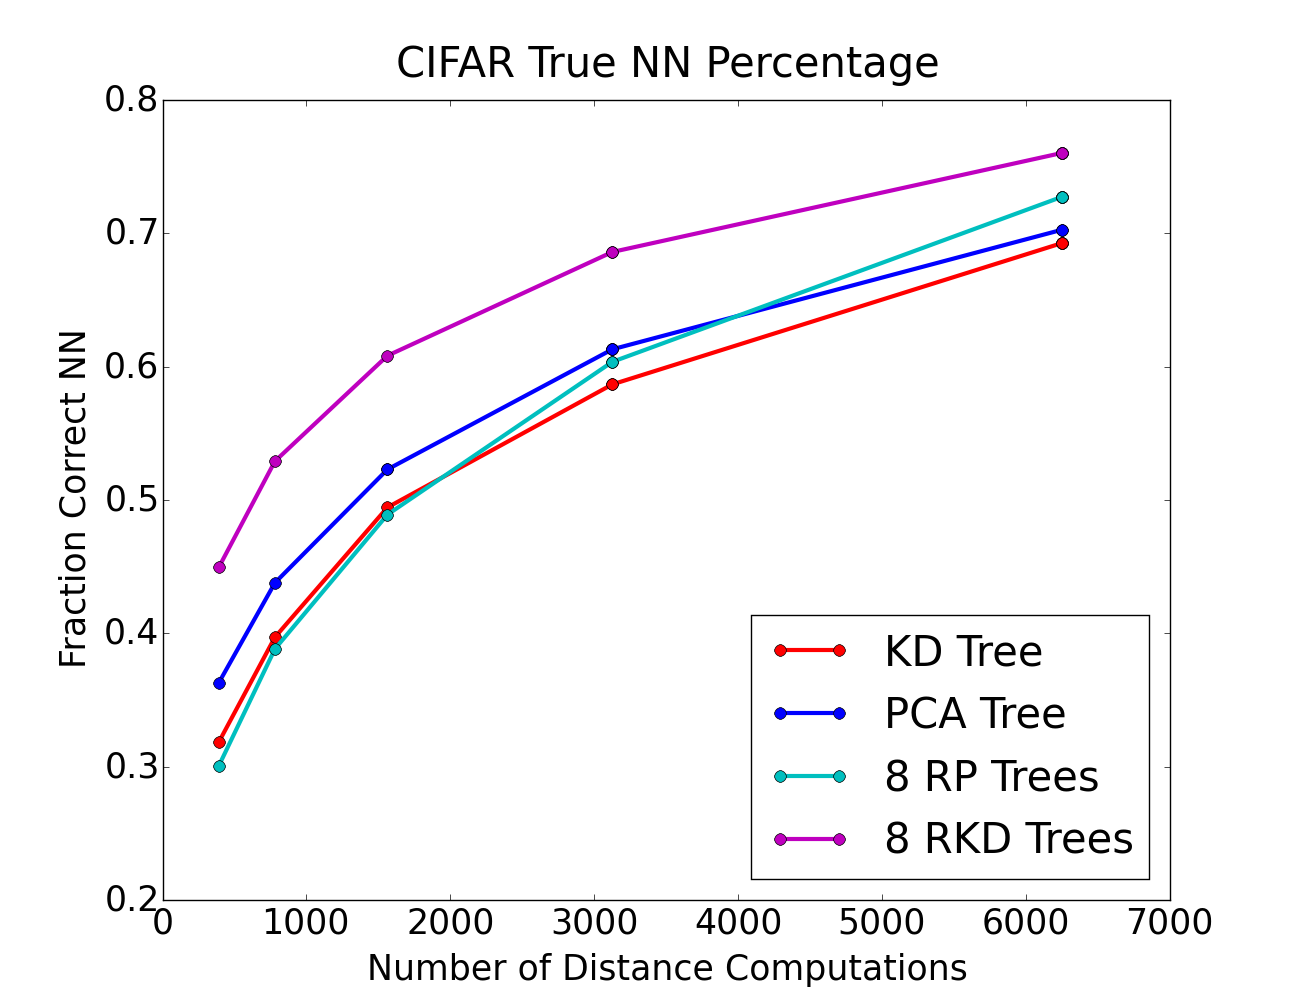 CIFAR True NN Percentage
0.8
0.7
0.6
0.5
0.4
0.3
0.2
Fraction Correct NN
KD Tree
PCA Tree
8 RP Trees
8 RKD Trees
0 1000 2000 3000 4000 5000 6000 7000
Number of Distance Computations